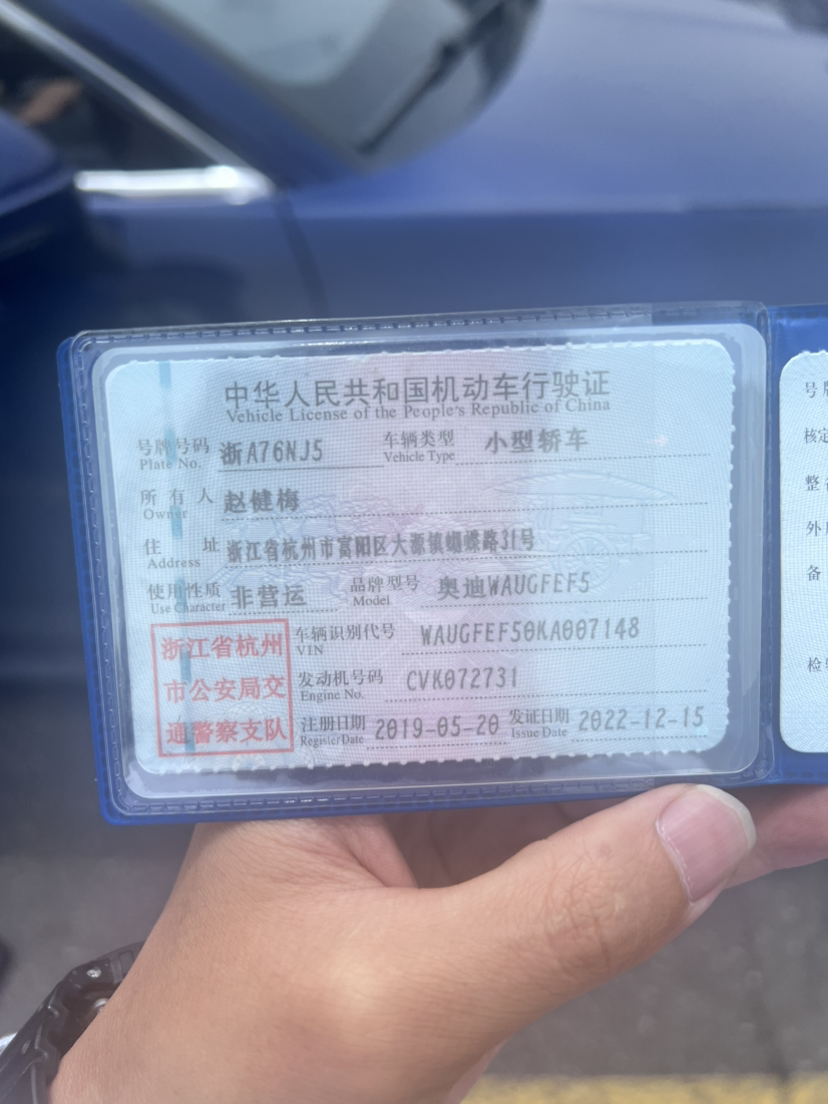 中华人民共和国机动车行驶证
Vehicle License of the People's Republic of China
号牌号码 浙A76NJ5 车辆类型 小型轿车
Plate No. Vehicle Type
所有人 赵健梅
Owner
住址 浙江省杭州市富阳区大源镇蝴蝶路31号
Address
使用性质 非营运 品牌型号 奥迪WAUGFEF5
Use Character Model
浙江省杭州
市公安局交
通警察支队
车辆识别代号 WAUGFEF50KA007148
VIN
发动机号码 CVK072731
Engine No.
注册日期 2019-05-20 发证日期 2022-12-15
Register Date Issue Date
号
核定
整
外
备
检